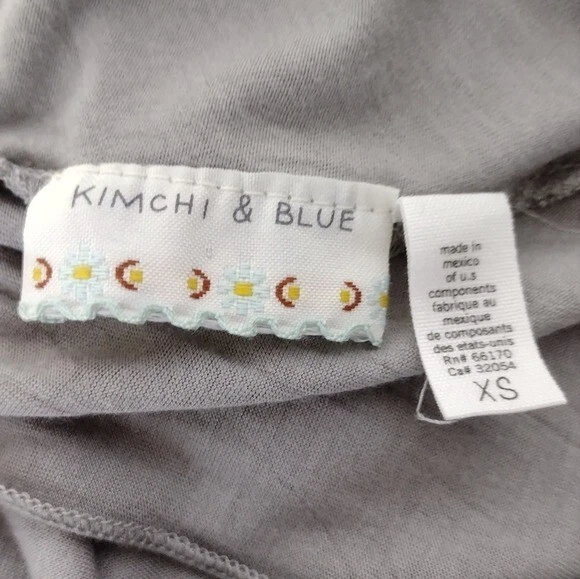 KIMCHI & BLUE
made in
mexico
of u.s
components
fabrique au
mexique
de composants
des etats-unis
Rn# 66170
Ca# 32054
XS